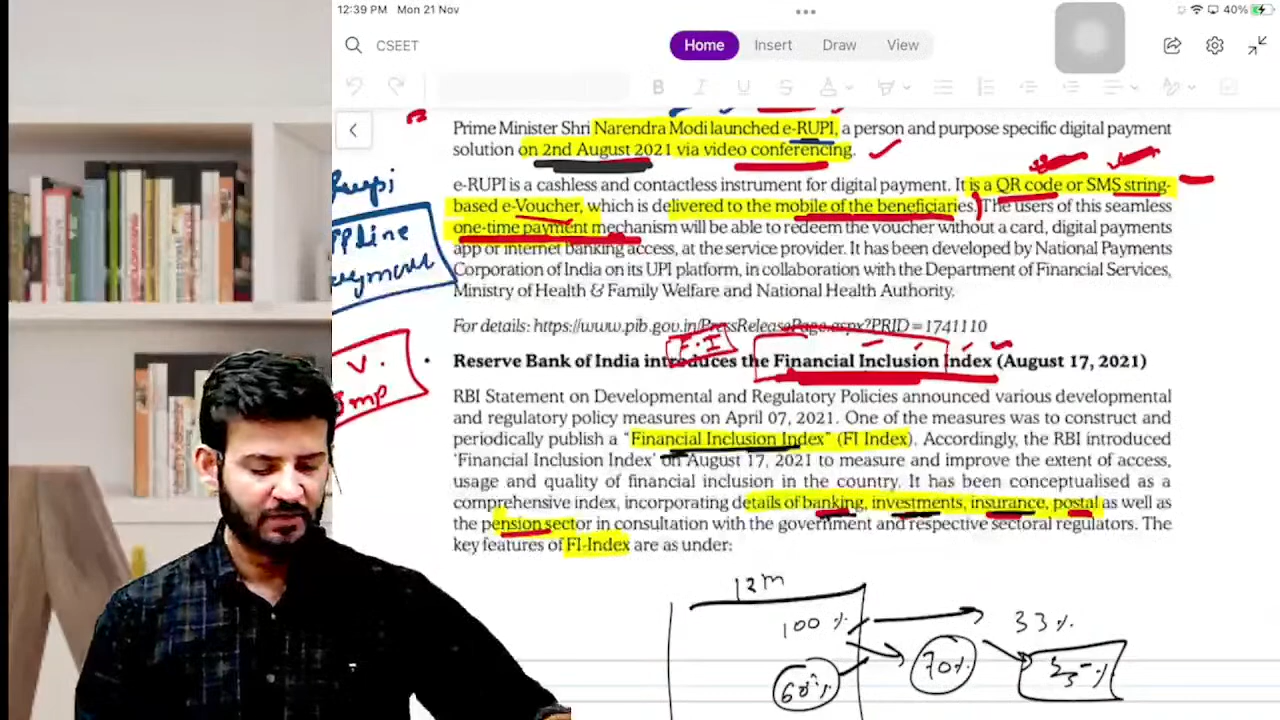 12:39 PM Mon 21 Nov
40%
CSEET
Home Insert Draw View
B I U S A
Prime Minister Shri Narendra Modi launched e-RUPI, a person and purpose specific digital payment
solution on 2nd August 2021 via video conferencing.
e-RUPI is a cashless and contactless instrument for digital payment. It is a QR code or SMS string-
based e-Voucher, which is delivered to the mobile of the beneficiaries. The users of this seamless
one-time payment mechanism will be able to redeem the voucher without a card, digital payments
app or internet banking access, at the service provider. It has been developed by National Payments
Corporation of India on its UPI platform, in collaboration with the Department of Financial Services,
Ministry of Health & Family Welfare and National Health Authority.
For details: https://www.pib.gov.in/PressReleasePage.aspx?PRID=1741110
F.I
• Reserve Bank of India introduces the Financial Inclusion Index (August 17, 2021)
V.
Imp
RBI Statement on Developmental and Regulatory Policies announced various developmental
and regulatory policy measures on April 07, 2021. One of the measures was to construct and
periodically publish a “Financial Inclusion Index” (FI Index). Accordingly, the RBI introduced
‘Financial Inclusion Index’ on August 17, 2021 to measure and improve the extent of access,
usage and quality of financial inclusion in the country. It has been conceptualised as a
comprehensive index, incorporating details of banking, investments, insurance, postal as well as
the pension sector in consultation with the government and respective sectoral regulators. The
key features of FI-Index are as under:
12m
100 % 33%
70%
60%